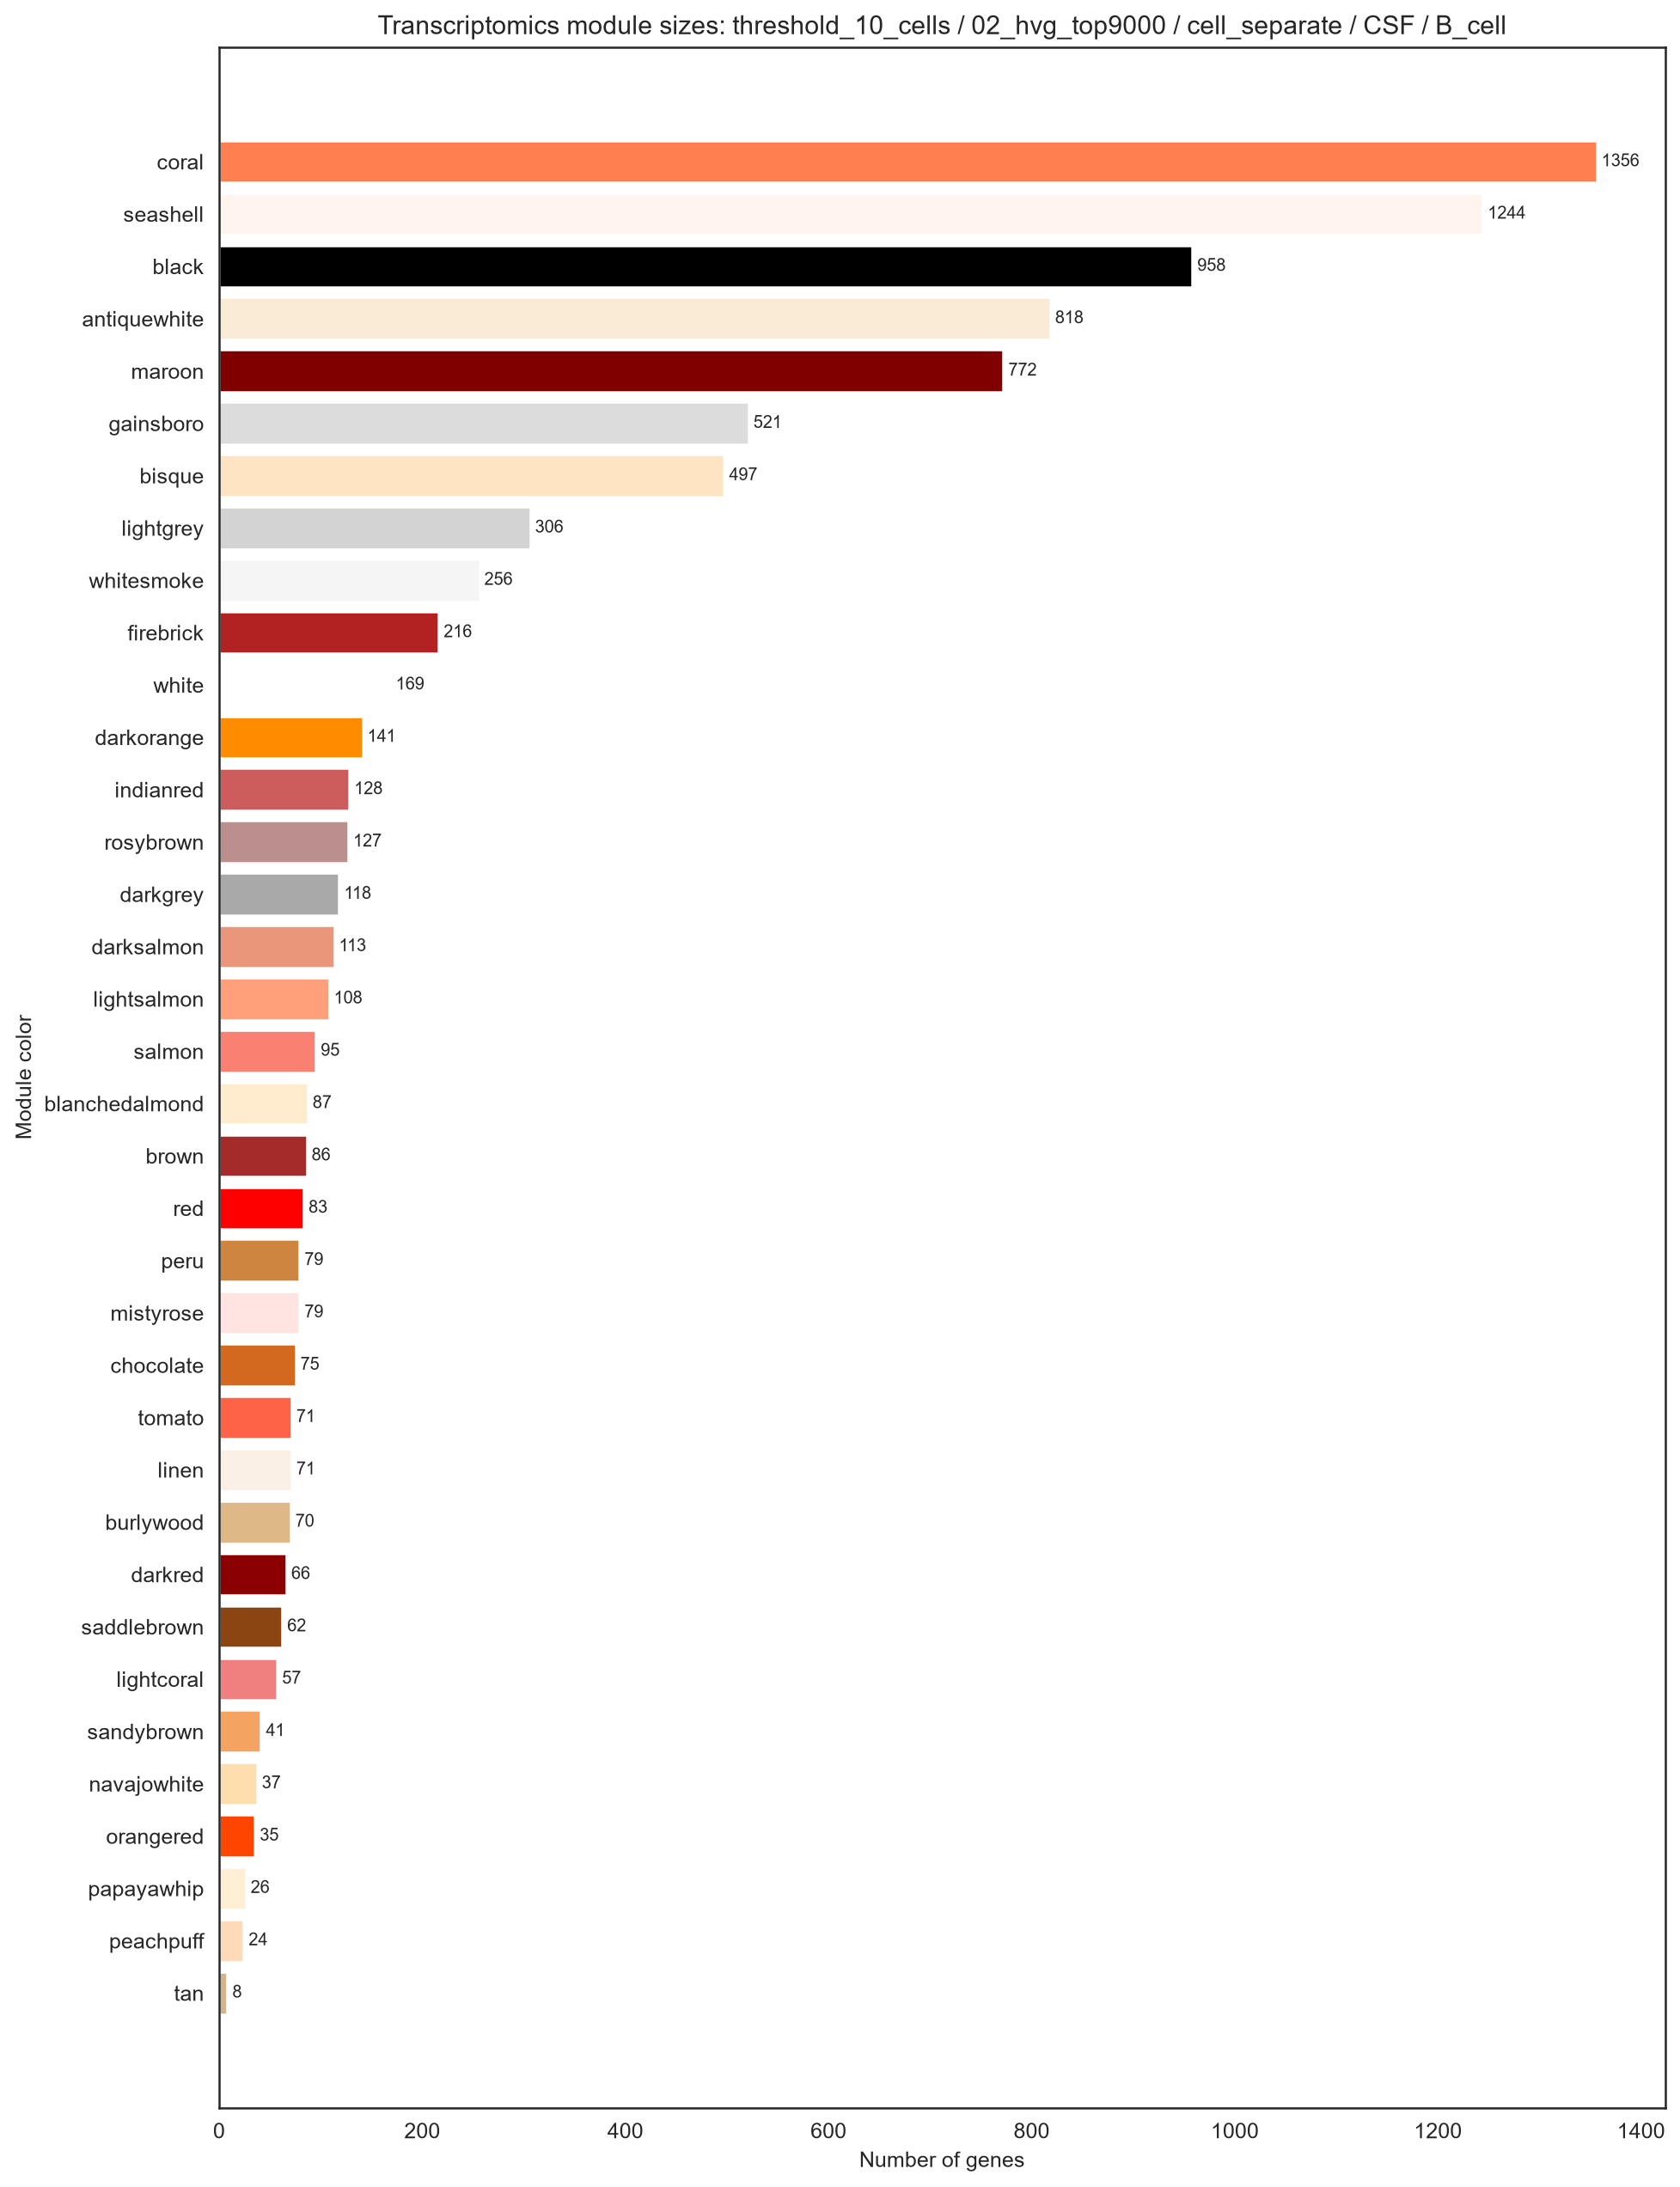 Transcriptomics module sizes: threshold_10_cells / 02_hvg_top9000 / cell_separate / CSF / B_cell
coral 1356
seashell 1244
black 958
antiquewhite 818
maroon 772
gainsboro 521
bisque 497
lightgrey 306
whitesmoke 256
firebrick 216
white 169
darkorange 141
indianred 128
rosybrown 127
darkgrey 118
darksalmon 113
lightsalmon 108
salmon 95
blanchedalmond 87
brown 86
red 83
peru 79
mistyrose 79
chocolate 75
tomato 71
linen 71
burlywood 70
darkred 66
saddlebrown 62
lightcoral 57
sandybrown 41
navajowhite 37
orangered 35
papayawhip 26
peachpuff 24
tan 8
Module color
0 200 400 600 800 1000 1200 1400
Number of genes